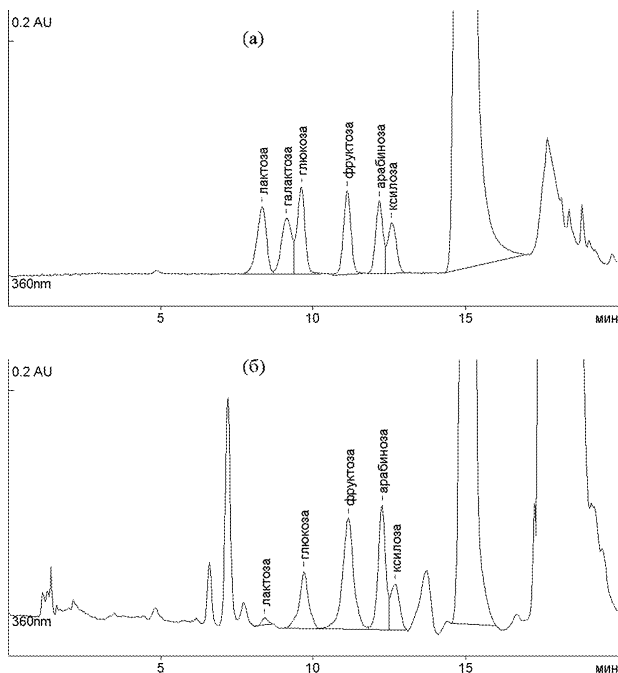 0.2 AU
(а)
лактоза
галактоза
глюкоза
фруктоза
арабиноза
ксилоза
360nm
5
10
15
мин
0.2 AU
(б)
лактоза
глюкоза
фруктоза
арабиноза
ксилоза
360nm
5
10
15
мин